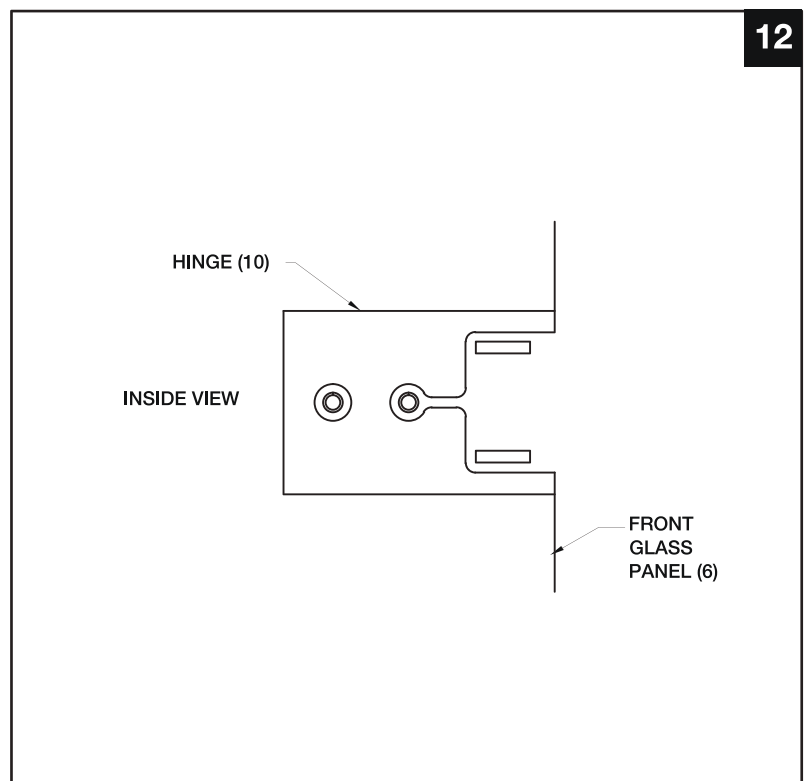 12
HINGE (10)
INSIDE VIEW
FRONT
GLASS
PANEL (6)